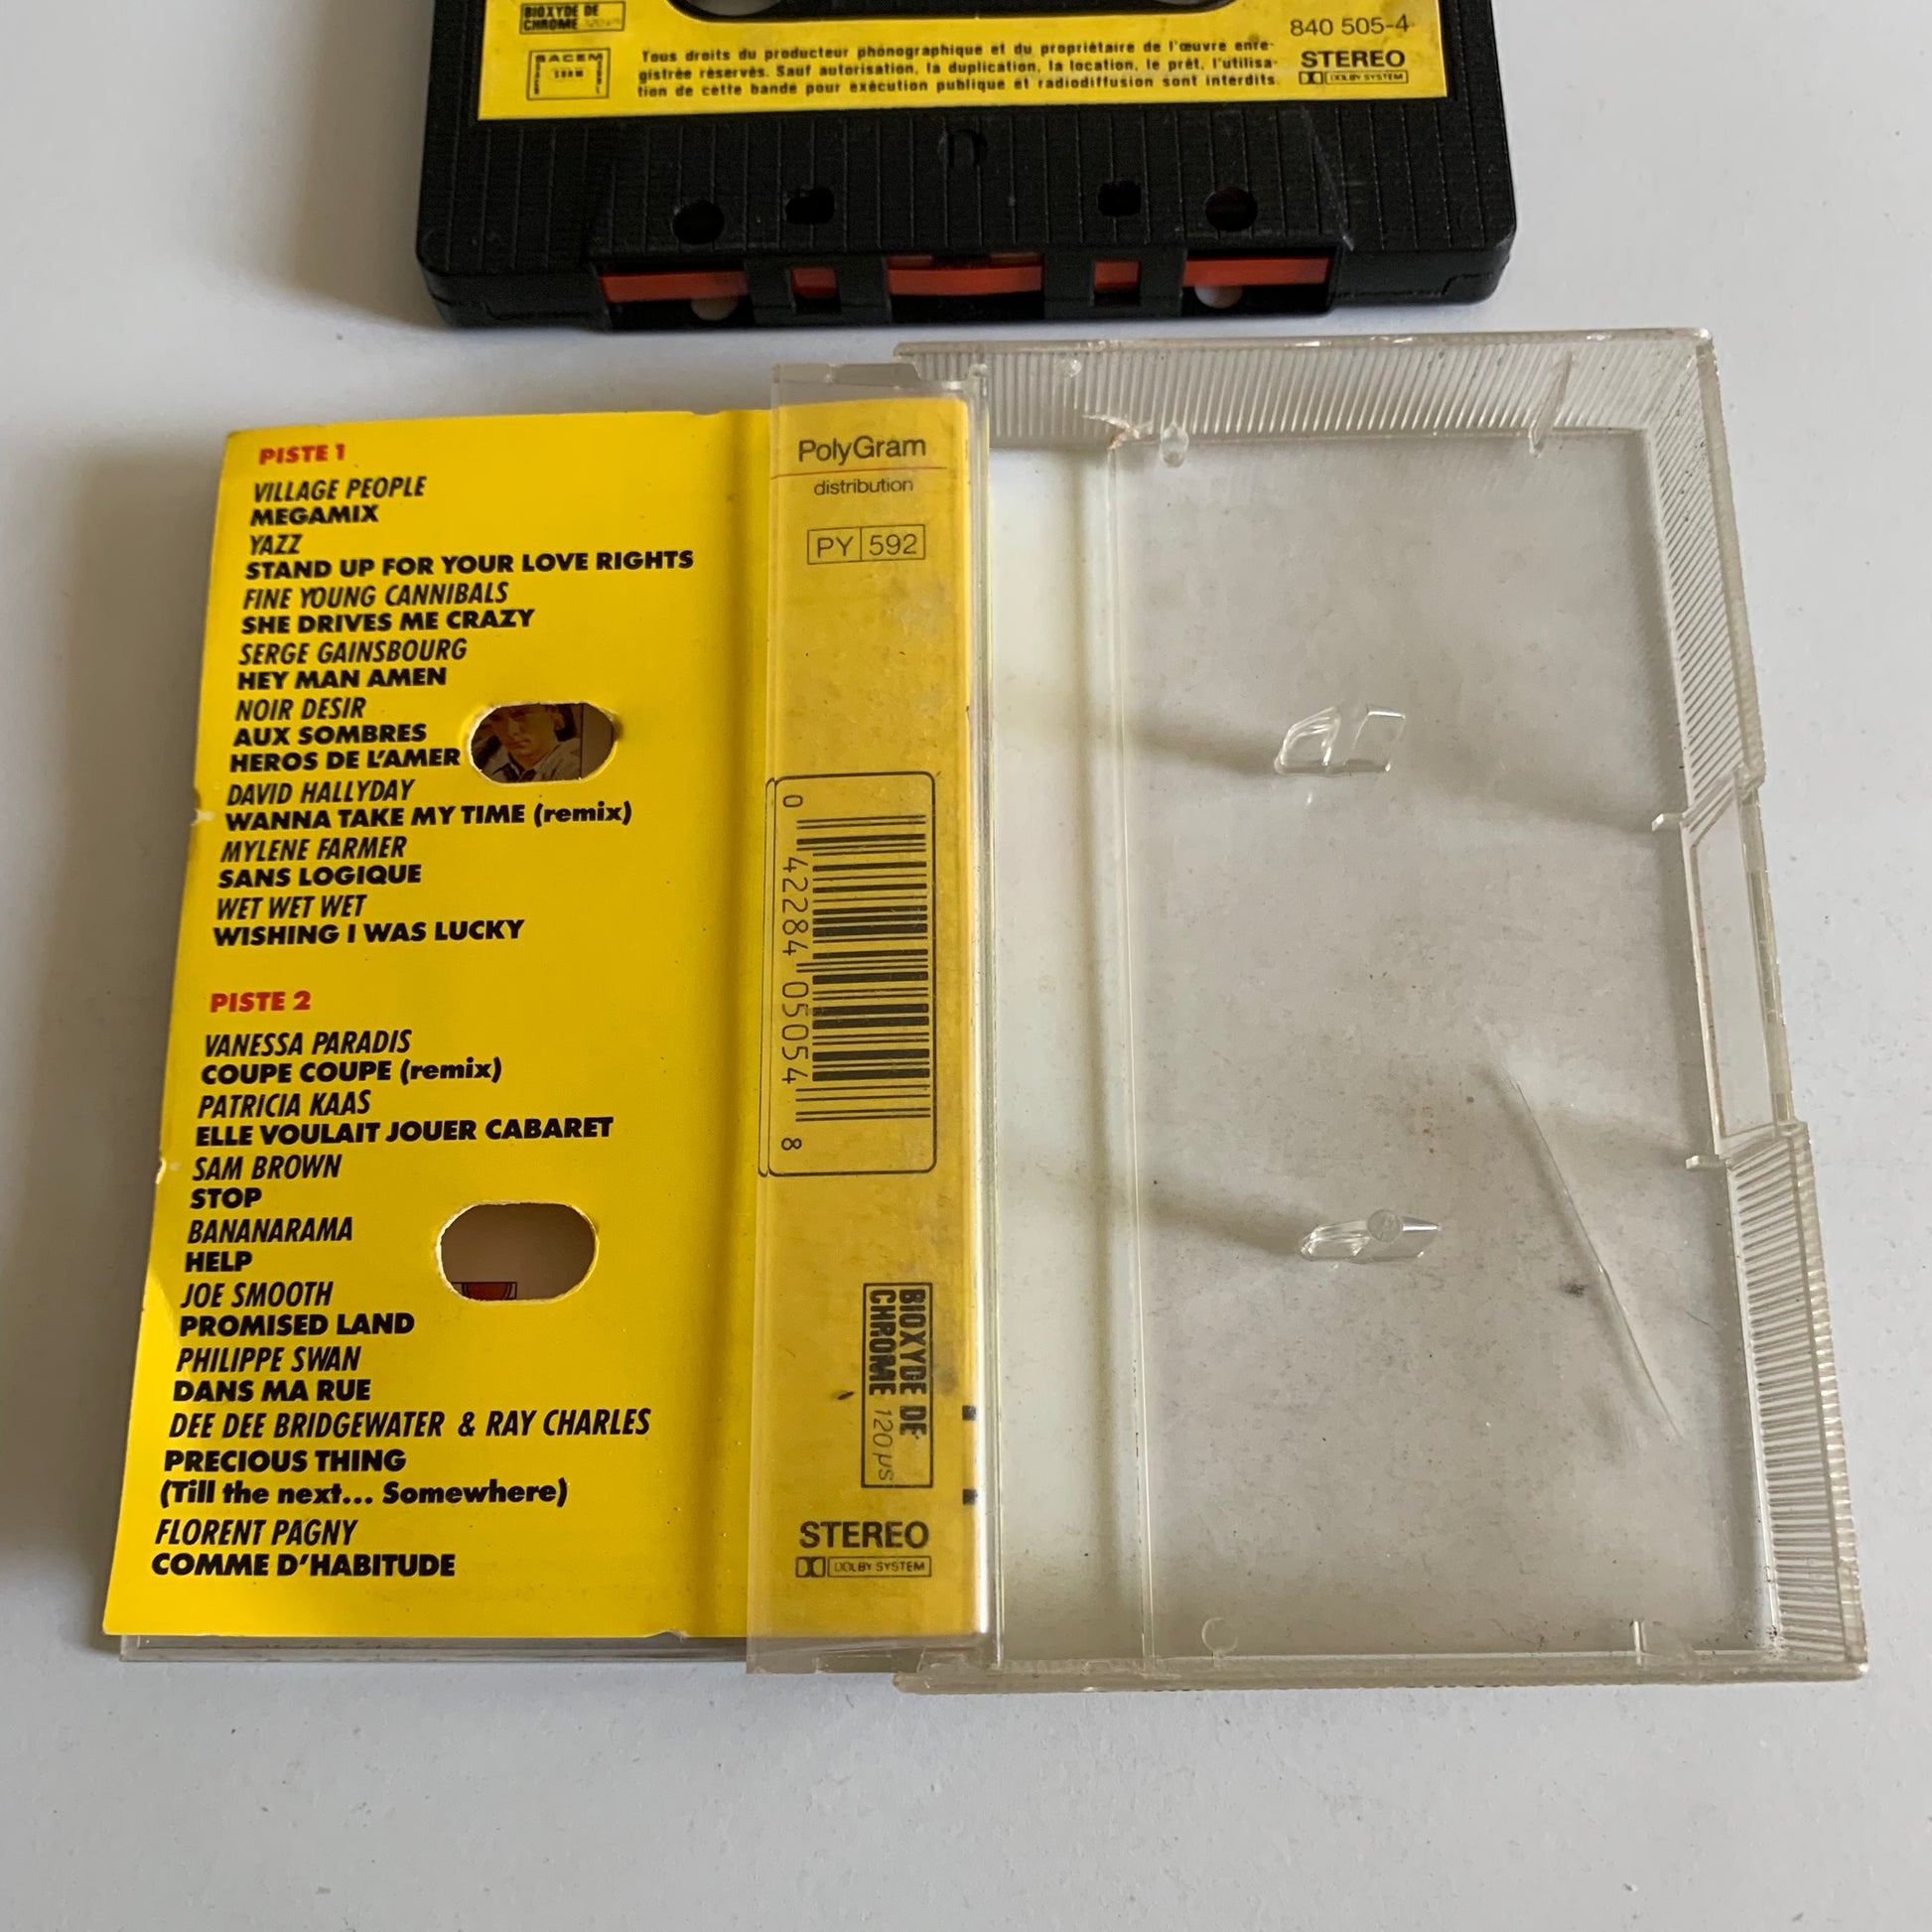 BIOXYDE DE
CHROME 120 µs
SACEM
SDRM
840 505-4
STEREO
DOLBY SYSTEM
Tous droits du producteur phonographique et du propriétaire de l'œuvre enre-
gistrée réservés. Sauf autorisation, la duplication, la location, le prêt, l'utilisa-
tion de cette bande pour exécution publique et radiodiffusion sont interdits.
PISTE 1
VILLAGE PEOPLE
MEGAMIX
YAZZ
STAND UP FOR YOUR LOVE RIGHTS
FINE YOUNG CANNIBALS
SHE DRIVES ME CRAZY
SERGE GAINSBOURG
HEY MAN AMEN
NOIR DESIR
AUX SOMBRES
HEROS DE L'AMER
DAVID HALLYDAY
WANNA TAKE MY TIME (remix)
MYLENE FARMER
SANS LOGIQUE
WET WET WET
WISHING I WAS LUCKY
PISTE 2
VANESSA PARADIS
COUPE COUPE (remix)
PATRICIA KAAS
ELLE VOULAIT JOUER CABARET
SAM BROWN
STOP
BANANARAMA
HELP
JOE SMOOTH
PROMISED LAND
PHILIPPE SWAN
DANS MA RUE
DEE DEE BRIDGEWATER & RAY CHARLES
PRECIOUS THING
(Till the next... Somewhere)
FLORENT PAGNY
COMME D'HABITUDE
PolyGram
distribution
PY 592
0 42284 05054 8
BIOXYDE DE
CHROME 120 µs
STEREO
DOLBY SYSTEM